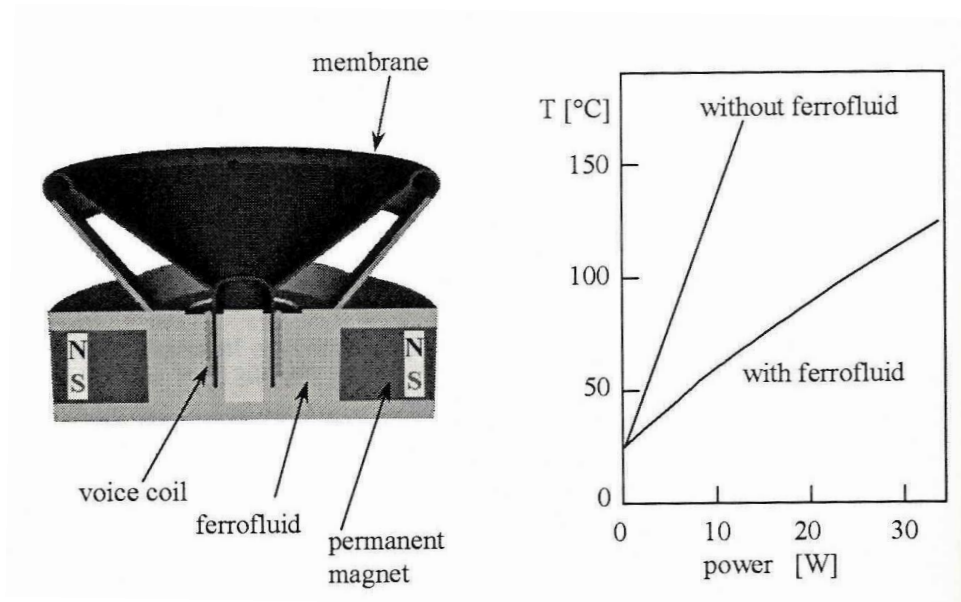 membrane
N
S
N
S
voice coil
ferrofluid
permanent
magnet
T [°C]
without ferrofluid
150
100
with ferrofluid
50
0
0
10
20
30
power [W]